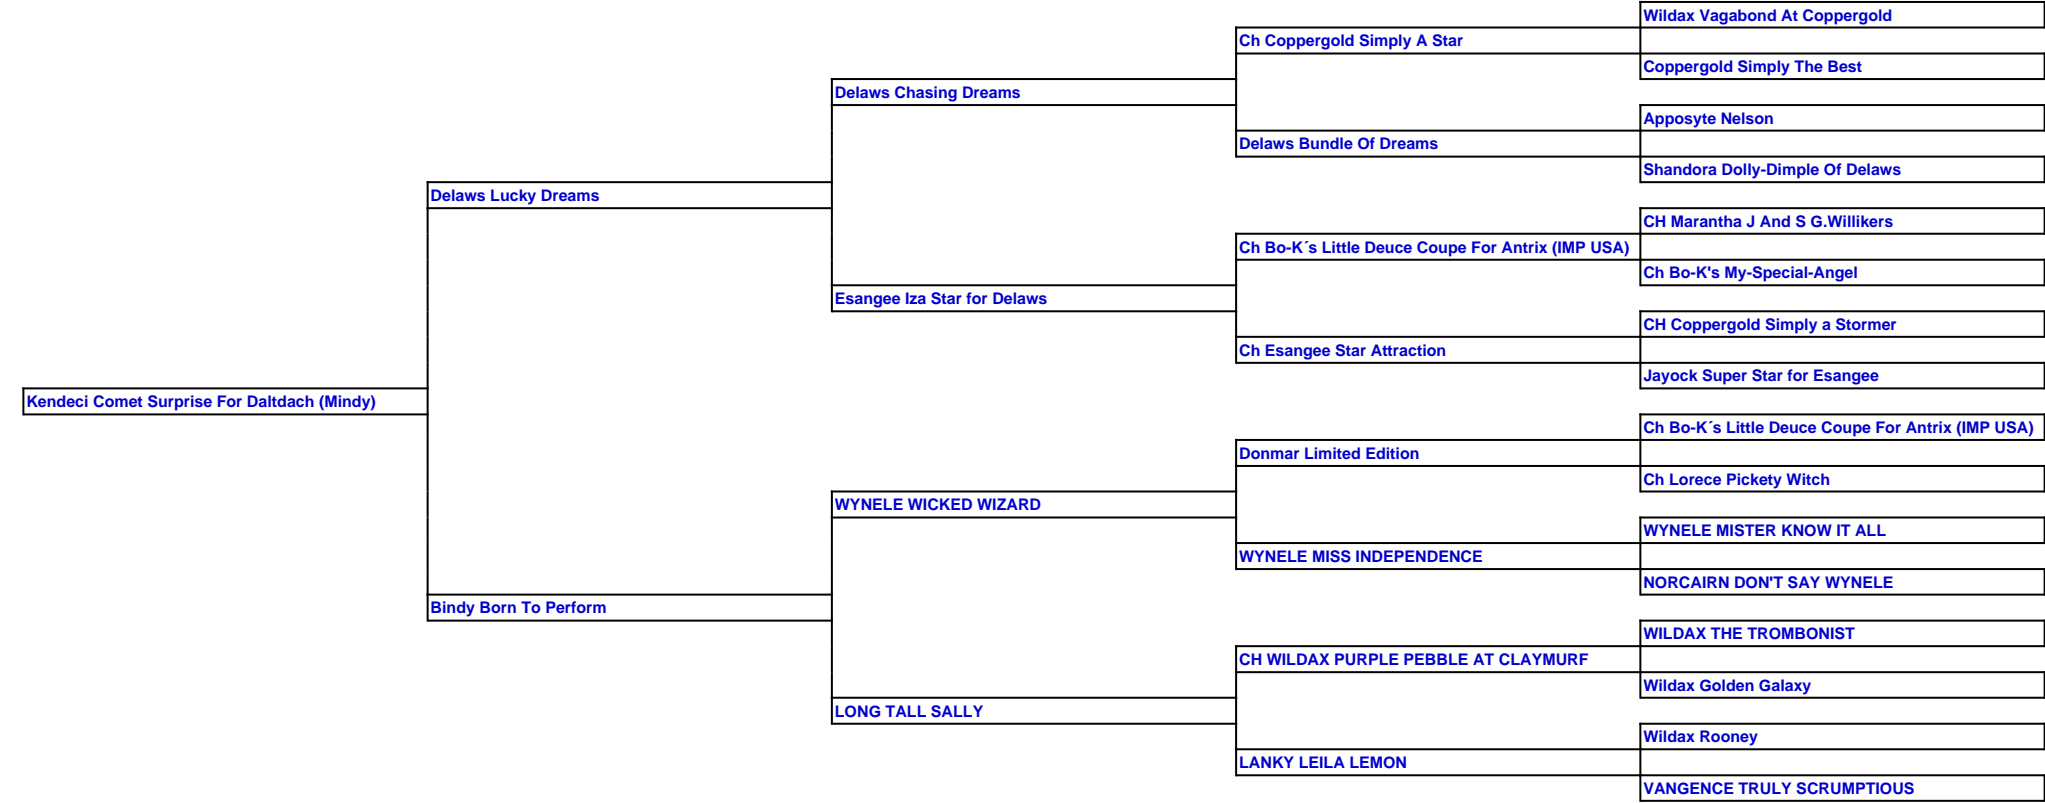 Wildax Vagabond At Coppergold
Ch Coppergold Simply A Star
Coppergold Simply The Best
Delaws Chasing Dreams
Apposyte Nelson
Delaws Bundle Of Dreams
Shandora Dolly-Dimple Of Delaws
Delaws Lucky Dreams
CH Marantha J And S G.Willikers
Ch Bo-K´s Little Deuce Coupe For Antrix (IMP USA)
Ch Bo-K's My-Special-Angel
Esangee Iza Star for Delaws
CH Coppergold Simply a Stormer
Ch Esangee Star Attraction
Jayock Super Star for Esangee
Kendeci Comet Surprise For Daltdach (Mindy)
Ch Bo-K´s Little Deuce Coupe For Antrix (IMP USA)
Donmar Limited Edition
Ch Lorece Pickety Witch
WYNELE WICKED WIZARD
WYNELE MISTER KNOW IT ALL
WYNELE MISS INDEPENDENCE
NORCAIRN DON'T SAY WYNELE
Bindy Born To Perform
WILDAX THE TROMBONIST
CH WILDAX PURPLE PEBBLE AT CLAYMURF
Wildax Golden Galaxy
LONG TALL SALLY
Wildax Rooney
LANKY LEILA LEMON
VANGENCE TRULY SCRUMPTIOUS